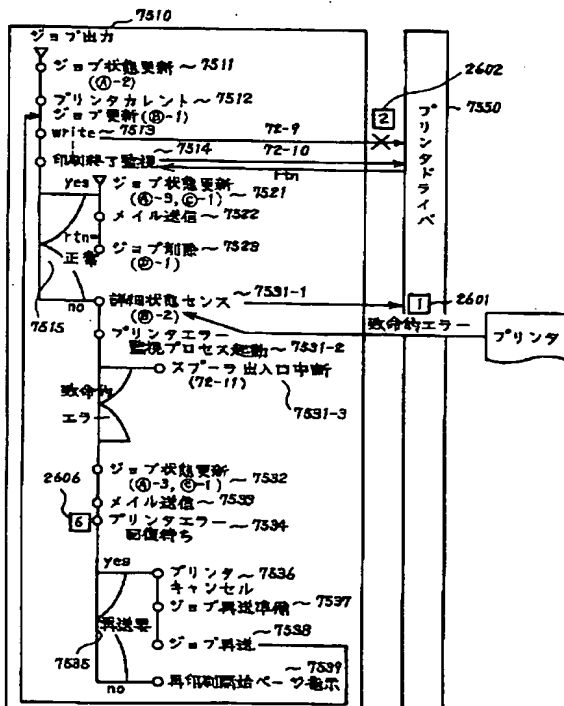 7510
ジョブ出力
ジョブ状態更新 ~7511
(Ⓐ-2)
プリンタカレント ~7512
ジョブ更新(Ⓑ-1)
write ~7513
7514
印刷終了監視
72-9
72-10
rtn
2602
2
プリンタドライバ
7550
yes
ジョブ状態更新
(Ⓐ-3, Ⓒ-1) ~7521
メイル送信 ~7522
rtn=
正常
ジョブ削除 ~7523
(Ⓓ-1)
no
7515
詳細状態センス ~7531-1
(Ⓑ-2)
1
2601
致命的エラー
プリンタ
プリンタエラー
監視プロセス起動 ~7531-2
致命的
エラー
スプーラ出入口中断
(72-11)
7531-3
ジョブ状態更新 ~7532
(Ⓐ-3, Ⓒ-1)
メイル送信 ~7533
2606
6
プリンタエラー ~7534
回復待ち
yes
プリンタ ~7536
キャンセル
ジョブ再送準備 ~7537
再送要
7535
ジョブ再送 7538
no
再印刷開始ページ指示 7539